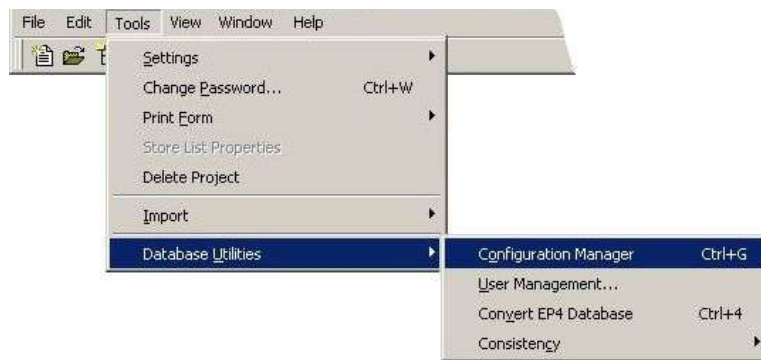 File Edit Tools View Window Help
Settings
Change Password... Ctrl+W
Print Form
Store List Properties
Delete Project
Import
Database Utilities
Configuration Manager Ctrl+G
User Management...
Convert EP4 Database Ctrl+4
Consistency